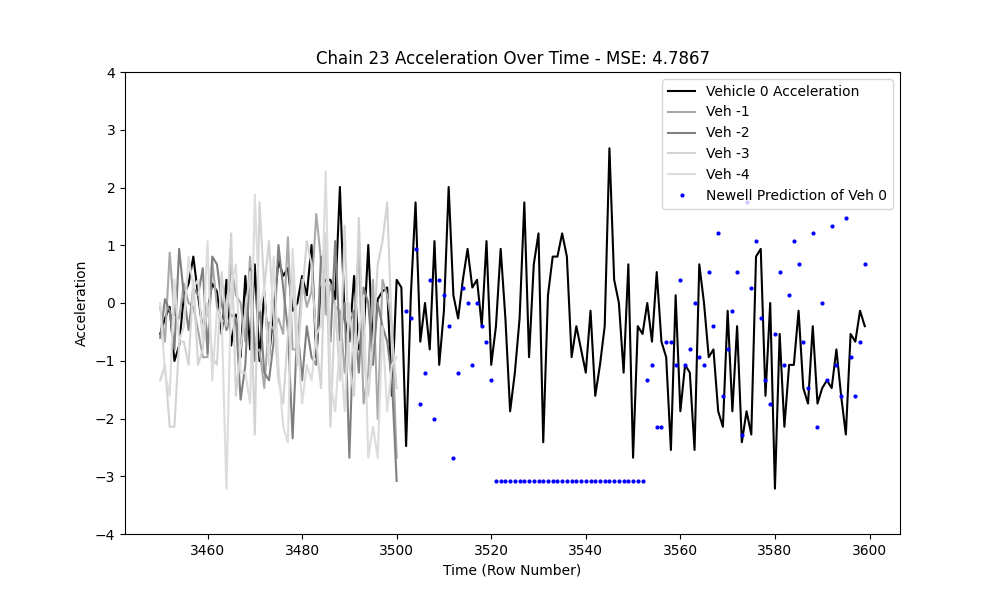 Chain 23 Acceleration Over Time - MSE: 4.7867
Vehicle 0 Acceleration
Veh -1
Veh -2
Veh -3
Veh -4
Newell Prediction of Veh 0
Acceleration
4
3
2
1
0
−1
−2
−3
−4
3460 3480 3500 3520 3540 3560 3580 3600
Time (Row Number)